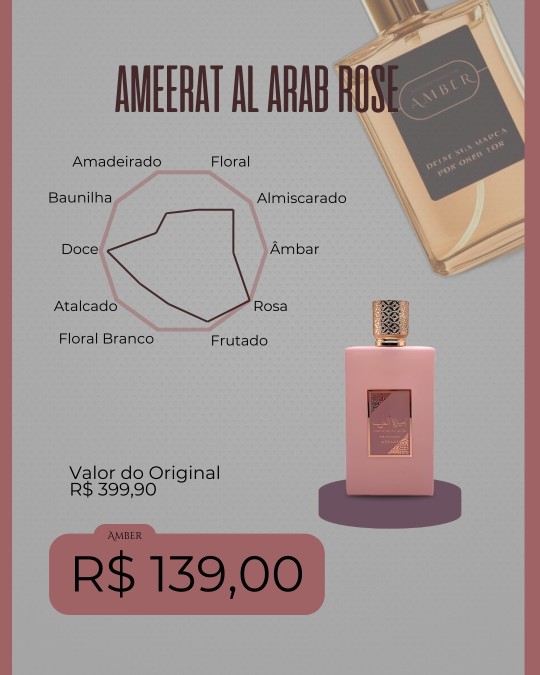 AMEERAT AL ARAB ROSE
AMBER
DEIXE SUA MARCA
POR ONDE FOR
Amadeirado
Floral
Baunilha
Almiscarado
Doce
Âmbar
Atalcado
Rosa
Floral Branco
Frutado
Valor do Original
R$ 399,90
AMBER
R$ 139,00